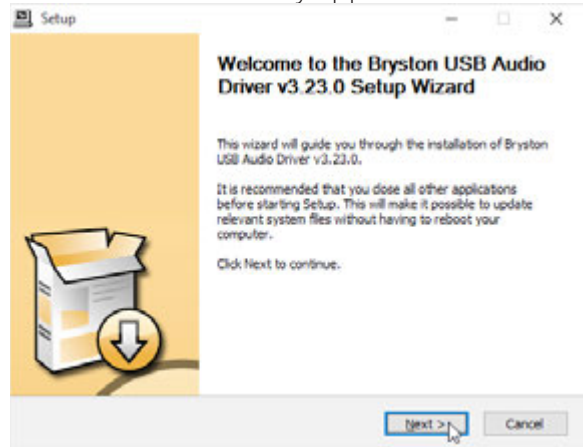 Setup
Welcome to the Bryston USB Audio
Driver v3.23.0 Setup Wizard
This wizard will guide you through the installation of Bryston
USB Audio Driver v3.23.0.
It is recommended that you close all other applications
before starting Setup. This will make it possible to update
relevant system files without having to reboot your
computer.
Click Next to continue.
Next >
Cancel